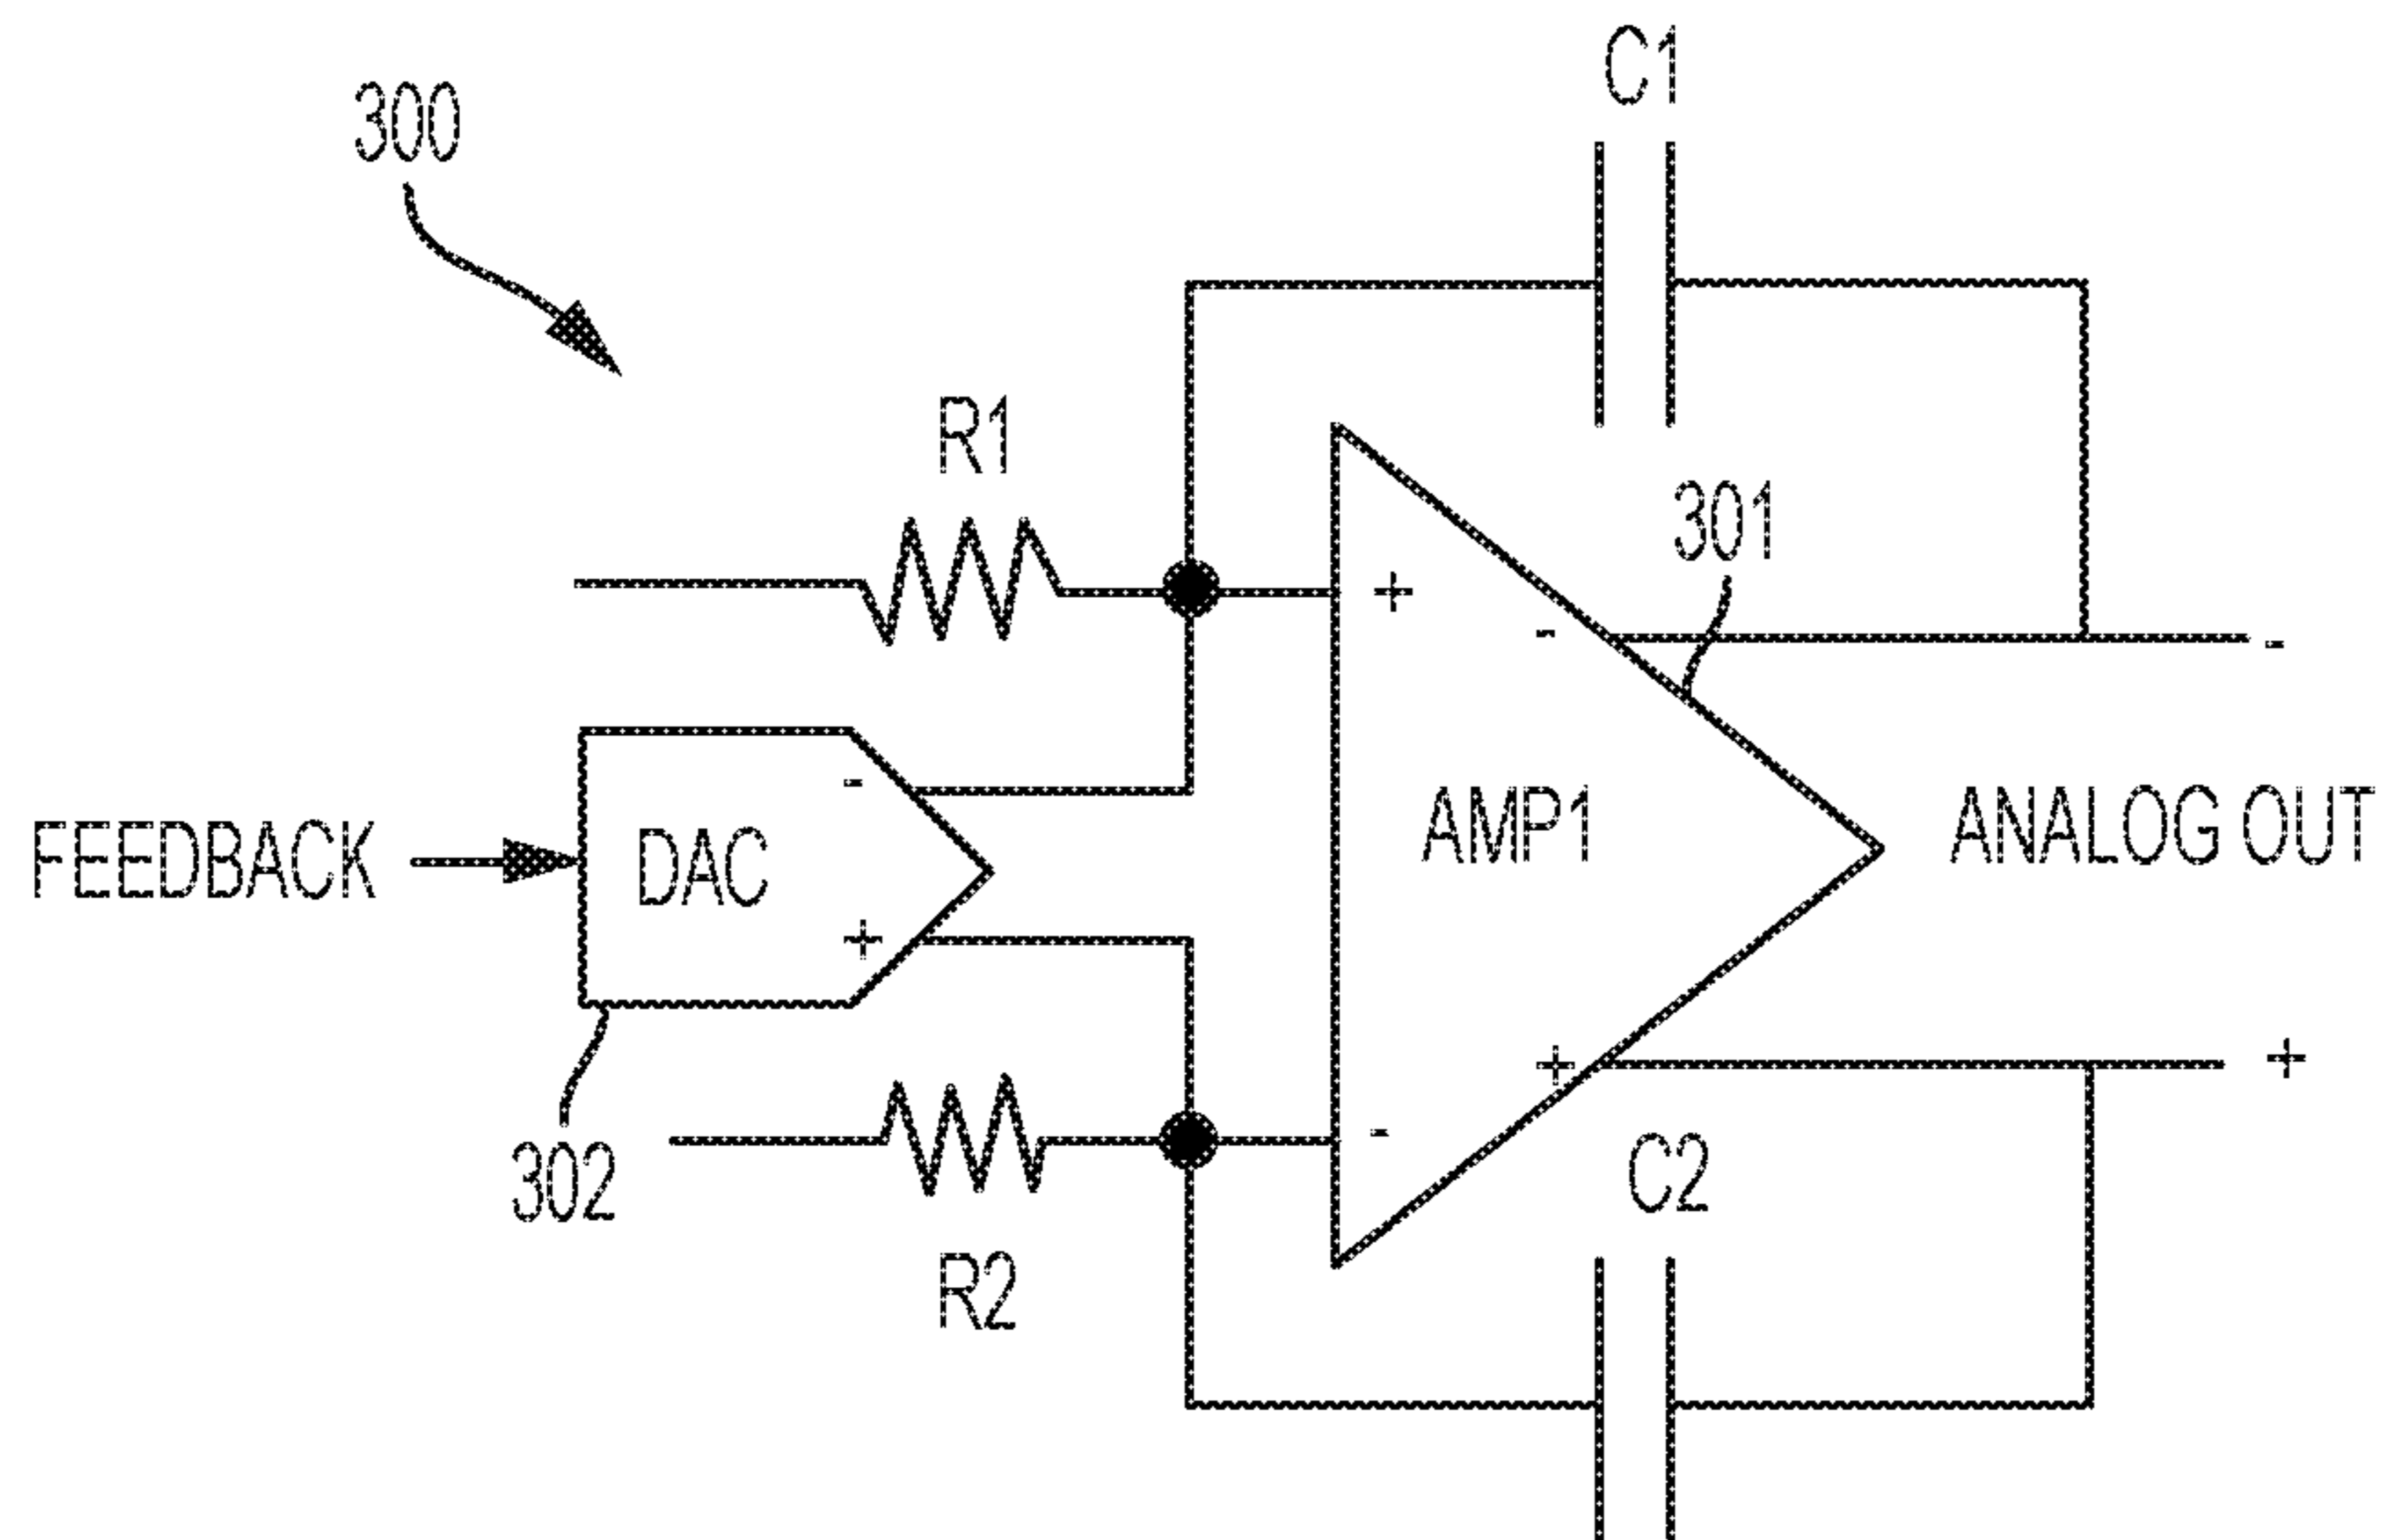 C1
300
R1
301
+
-
-
-
FEEDBACK
DAC
AMP1
ANALOG OUT
+
+
+
-
302
C2
R2